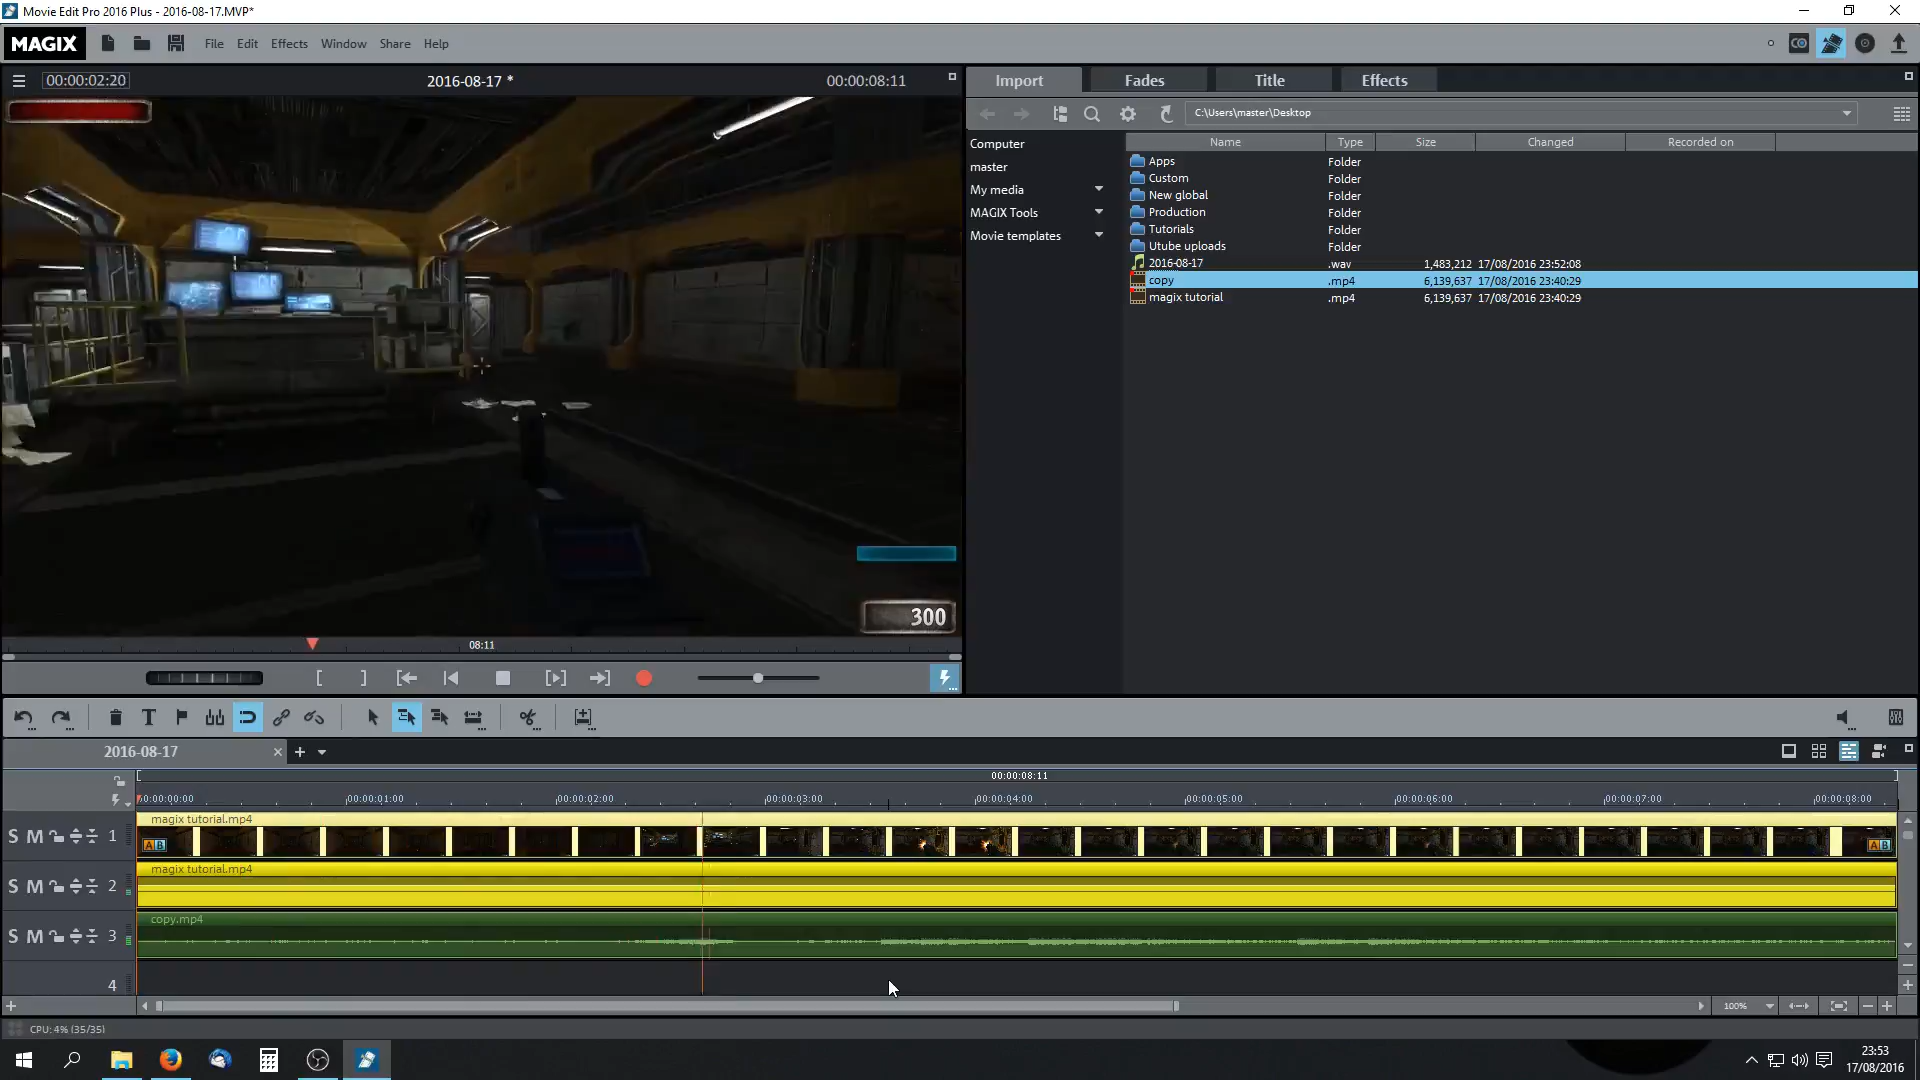 Movie Edit Pro 2016 Plus - 2016-08-17.MVP*
MAGIX File Edit Effects Window Share Help
00:00:02:20 2016-08-17 * 00:00:08:11
Import Fades Title Effects
C:\Users\master\Desktop
Computer
master
My media
MAGIX Tools
Movie templates
Name Type Size Changed Recorded on
Apps Folder
Custom Folder
New global Folder
Production Folder
Tutorials Folder
Utube uploads Folder
2016-08-17 .wav 1,483,212 17/08/2016 23:52:08
copy .mp4 6,139,637 17/08/2016 23:40:29
magix tutorial .mp4 6,139,637 17/08/2016 23:40:29
300
08:11
2016-08-17
00:00:08:11
00:00:00:00 00:00:01:00 00:00:02:00 00:00:03:00 00:00:04:00 00:00:05:00 00:00:06:00 00:00:07:00 00:00:08:00
magix tutorial.mp4
S M 1
A B A B
magix tutorial.mp4
S M 2
copy.mp4
S M 3
4
100%
CPU: 4% (35/35)
23:53
17/08/2016